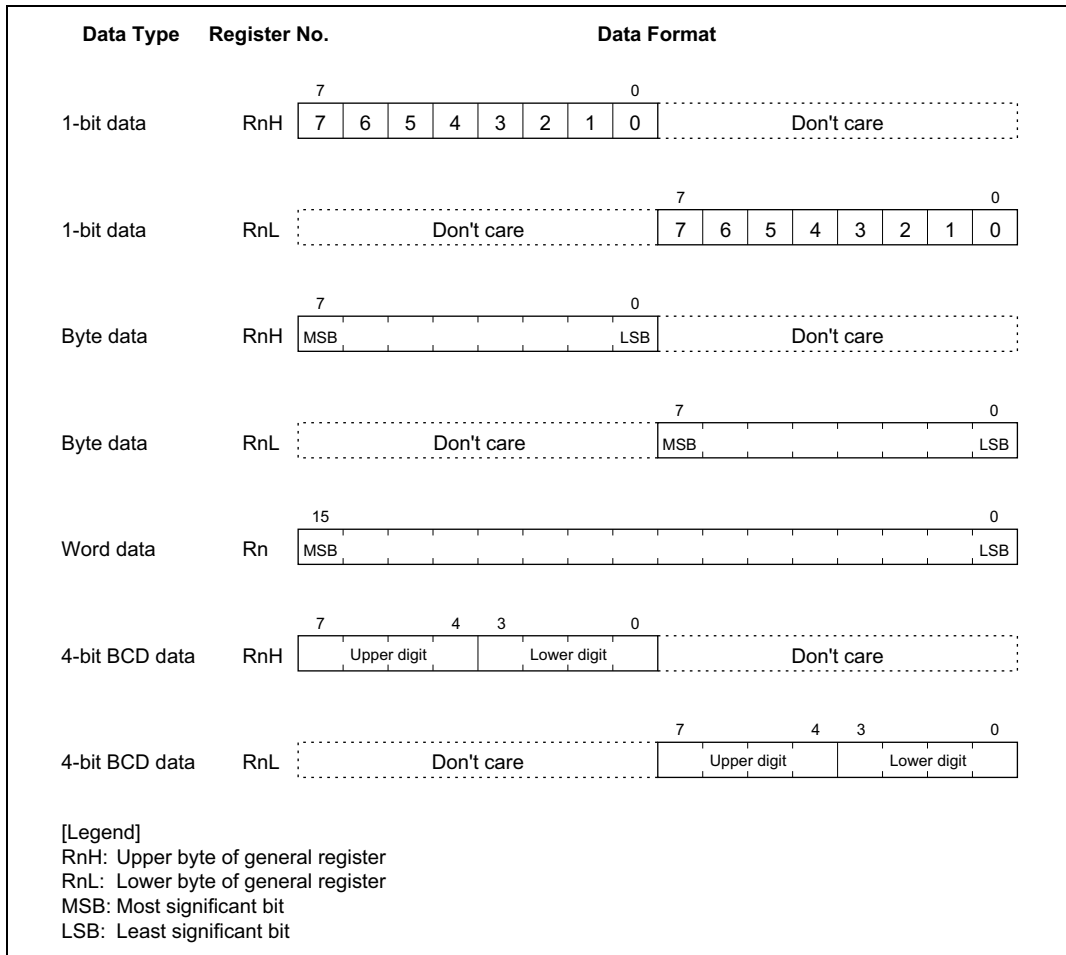 Data Type Register No. Data Format
7 0
1-bit data RnH 7 6 5 4 3 2 1 0 Don't care
7 0
1-bit data RnL Don't care 7 6 5 4 3 2 1 0
7 0
Byte data RnH MSB LSB Don't care
7 0
Byte data RnL Don't care MSB LSB
15 0
Word data Rn MSB LSB
7 4 3 0
4-bit BCD data RnH Upper digit Lower digit Don't care
7 4 3 0
4-bit BCD data RnL Don't care Upper digit Lower digit
[Legend]
RnH: Upper byte of general register
RnL: Lower byte of general register
MSB: Most significant bit
LSB: Least significant bit